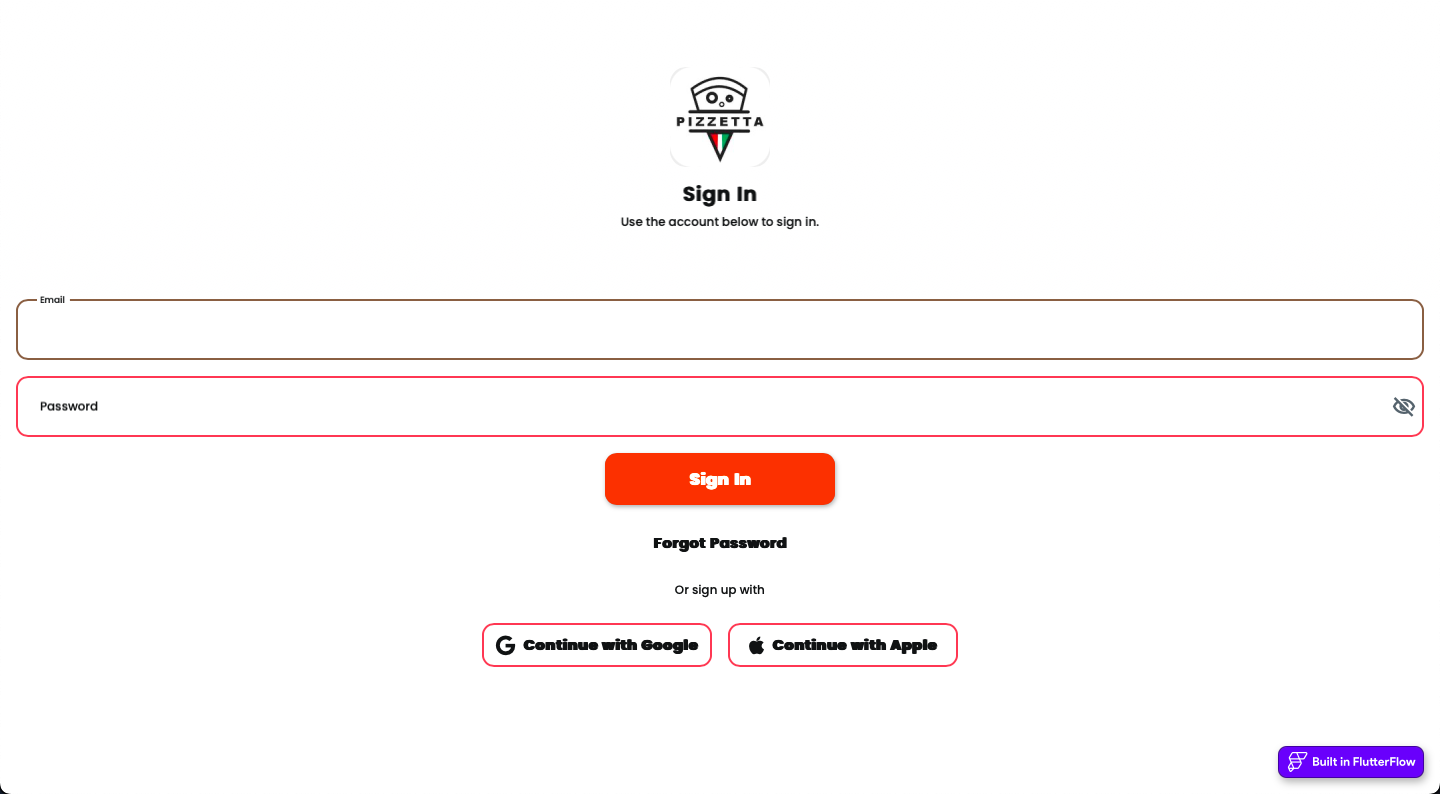 PIZZETTA
Sign In
Use the account below to sign in.
Email
Password
Sign In
Forgot Password
Or sign up with
Continue with Google
Continue with Apple
Built in FlutterFlow